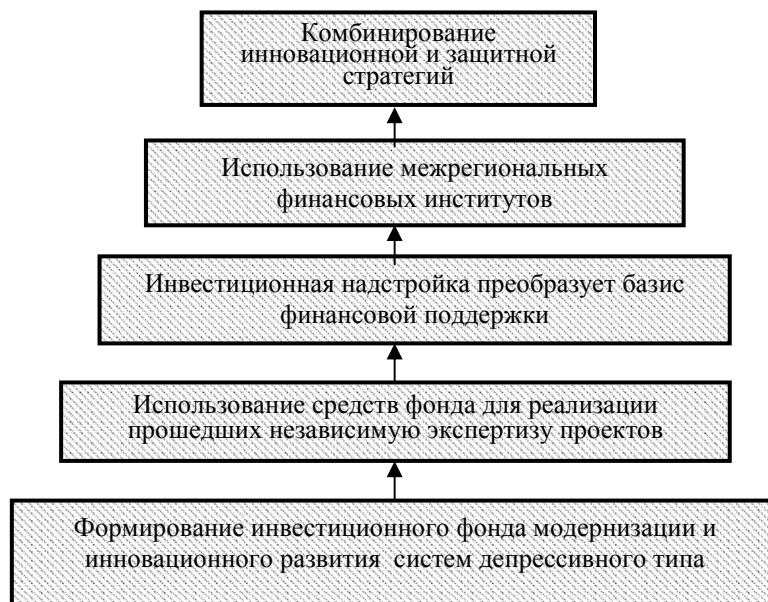 Комбинирование
инновационной и защитной
стратегий
Использование межрегиональных
финансовых институтов
Инвестиционная надстройка преобразует базис
финансовой поддержки
Использование средств фонда для реализации
прошедших независимую экспертизу проектов
Формирование инвестиционного фонда модернизации и
инновационного развития систем депрессивного типа